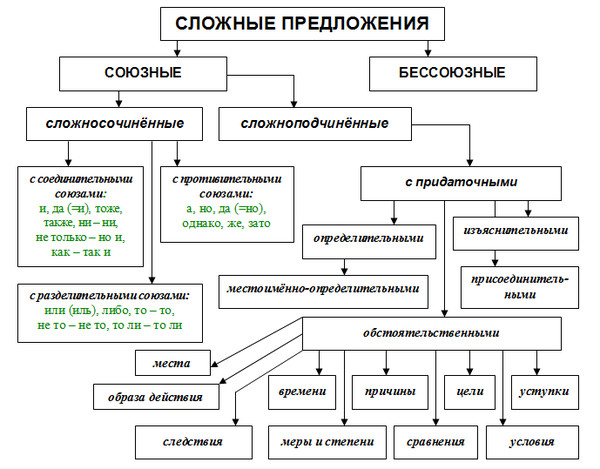 СЛОЖНЫЕ ПРЕДЛОЖЕНИЯ
СОЮЗНЫЕ
БЕССОЮЗНЫЕ
сложносочинённые
сложноподчинённые
с соединительными
союзами:
и, да (=и), тоже,
также, ни – ни,
не только – но и,
как – так и
с противительными
союзами:
а, но, да (=но),
однако, же, зато
с придаточными
определительными
изъяснительными
местоимённо-определительными
присоединитель-
ными
с разделительными союзами:
или (иль), либо, то – то,
не то – не то, то ли – то ли
обстоятельственными
места
образа действия
времени
причины
цели
уступки
следствия
меры и степени
сравнения
условия